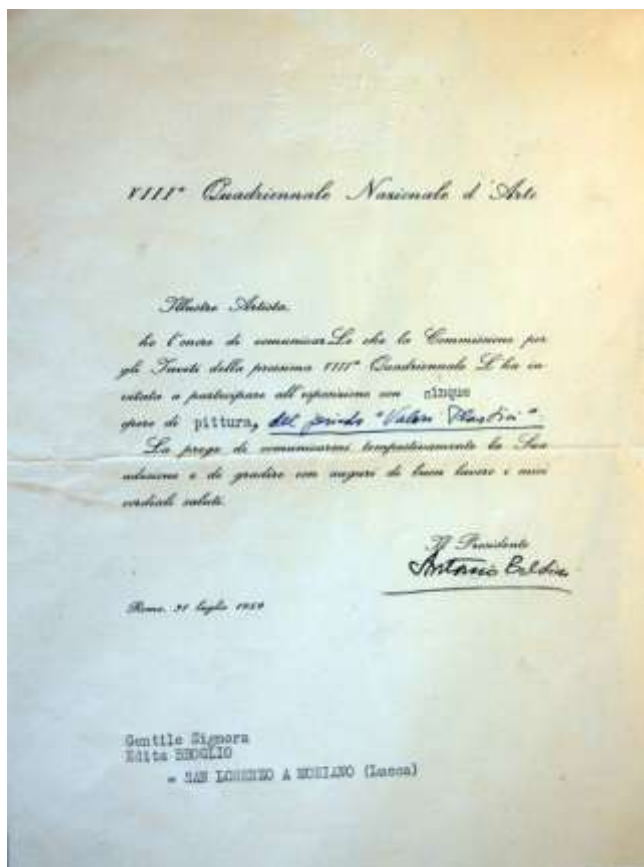 VIIIª Quadriennale Nazionale d'Arte
Illustre Artista,
ho l'onore di comunicarLe che la Commissione per
gli Inviti della prossima VIIIª Quadriennale L'ha in-
vitata a partecipare all'esposizione con cinque
opere di pittura, del periodo "Valori Plastici".
La prego di comunicarmi tempestivamente la Sua
adesione e di gradire con auguri di buon lavoro i miei
cordiali saluti.
Il Presidente
Antonio Baldini
Roma, 31 luglio 1959
Gentile Signora
Edita BROGLIO
= SAN LORENZO A MORIANO (Lucca)